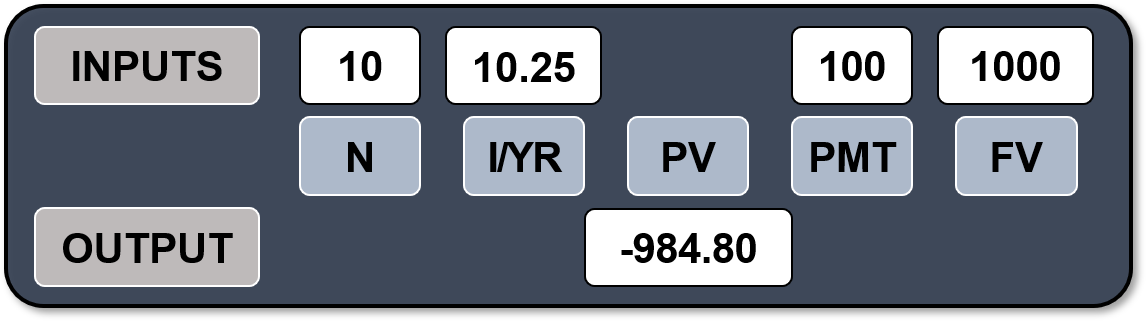 INPUTS 10 10.25 100 1000
N I/YR PV PMT FV
OUTPUT -984.80